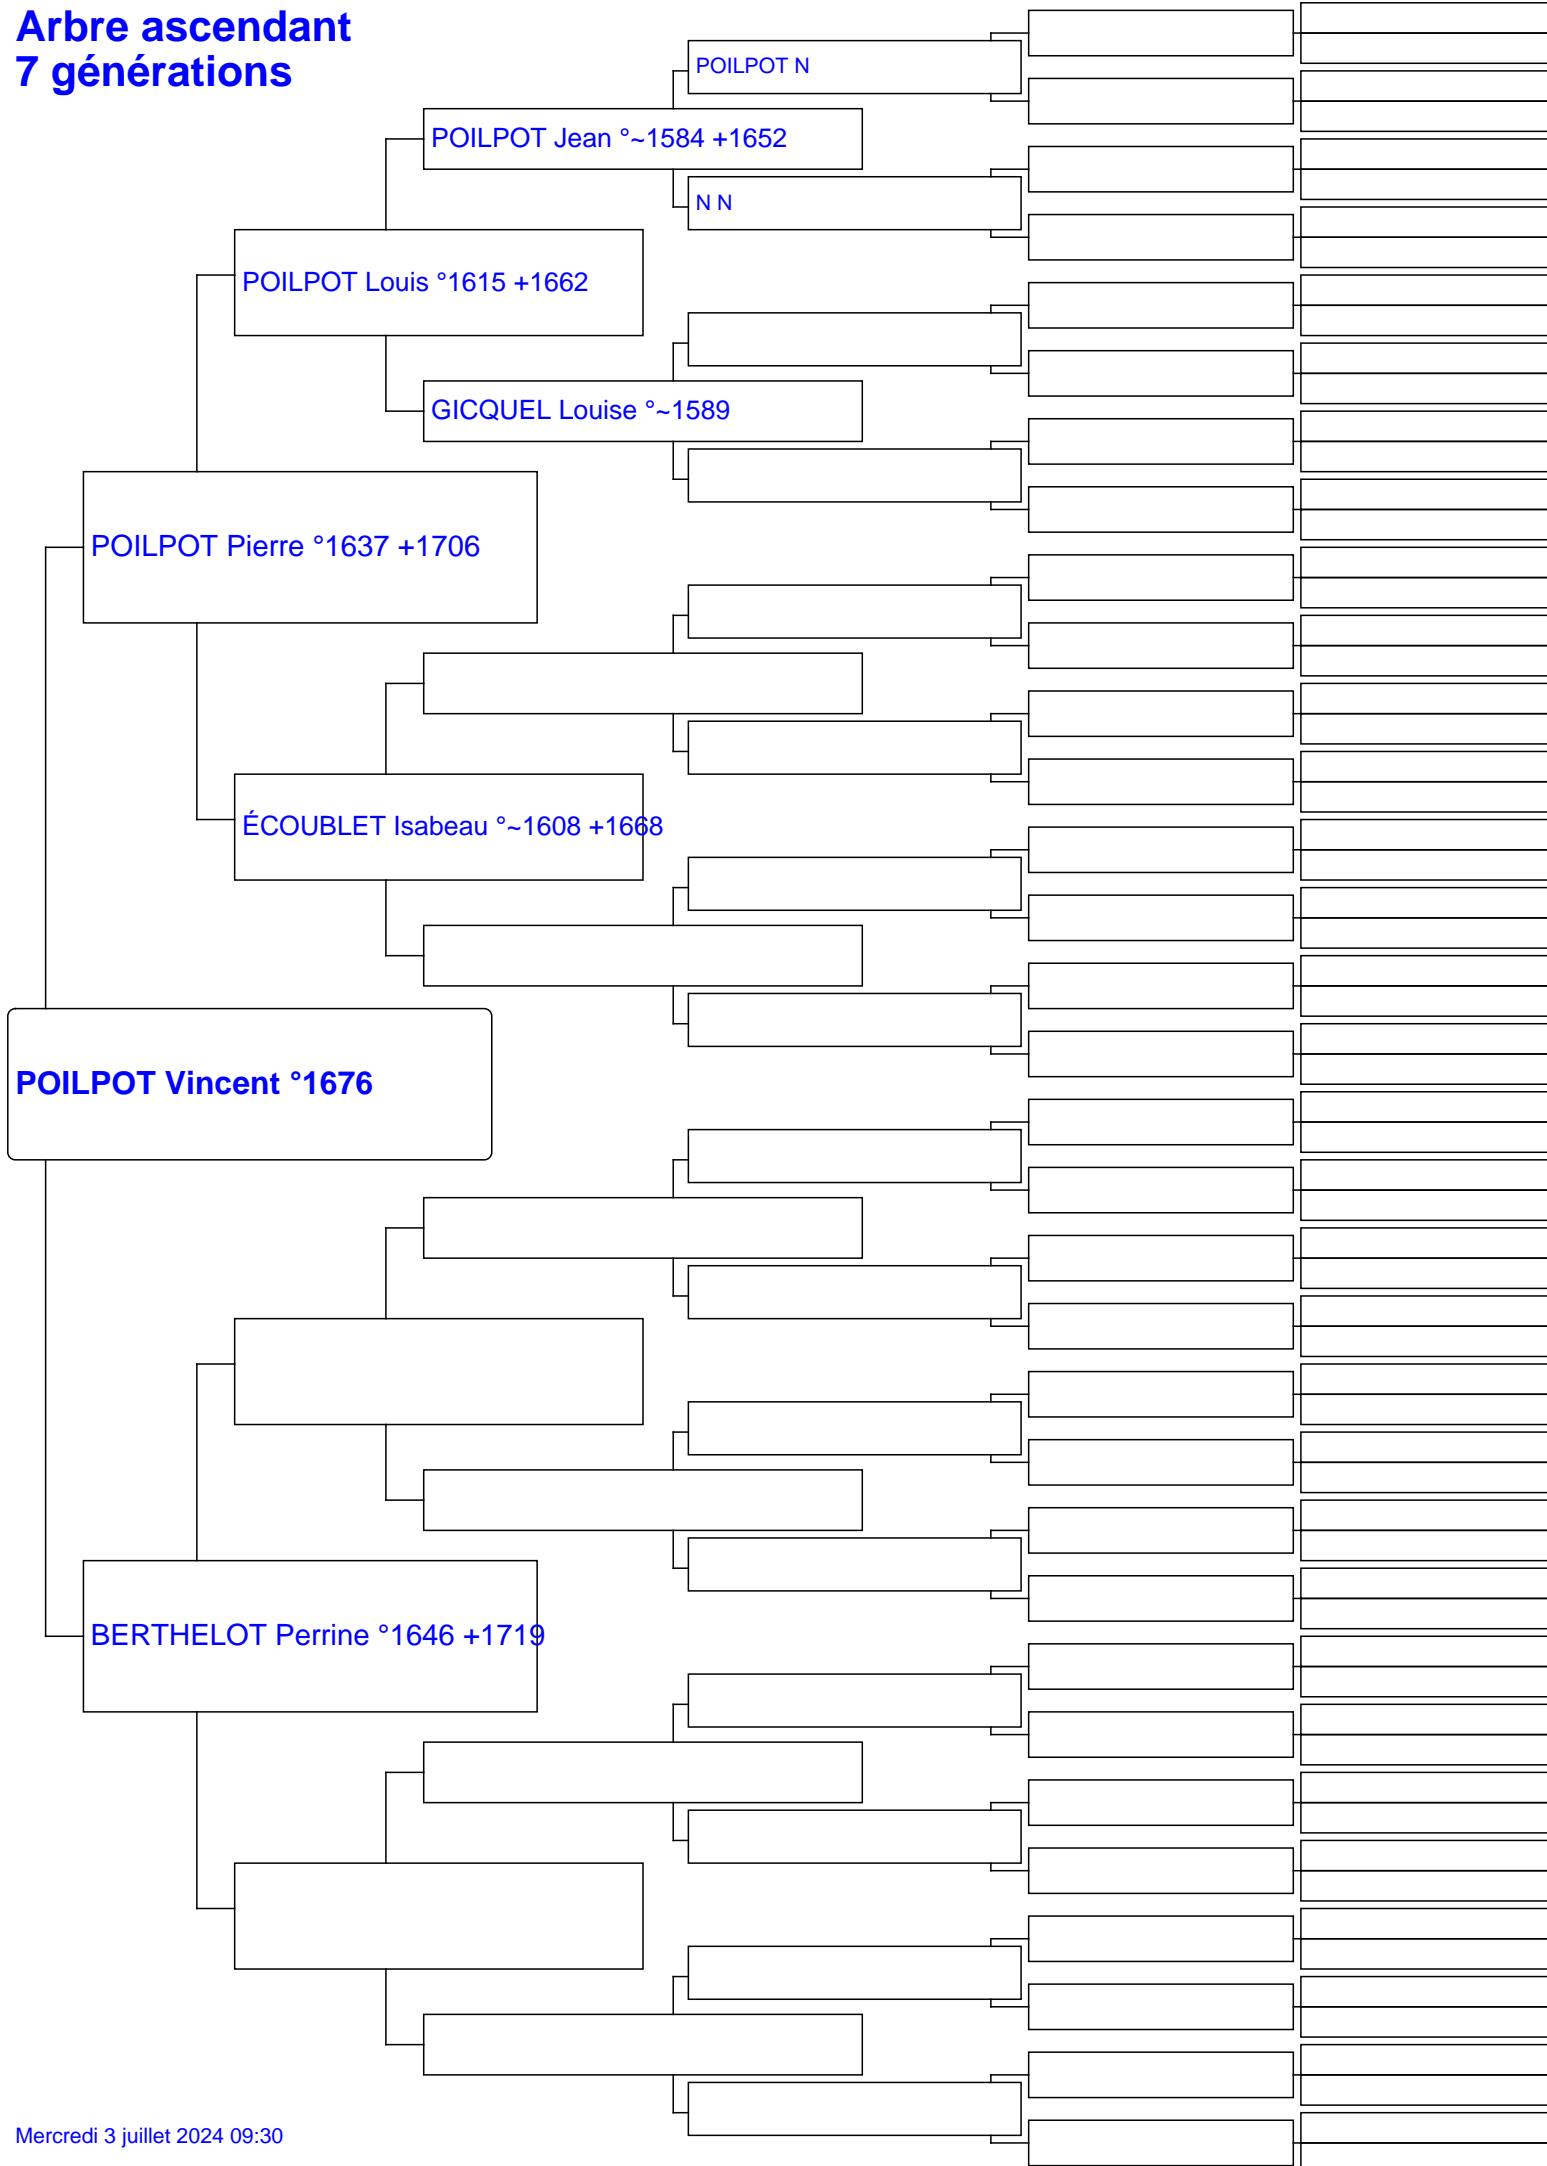 Arbre ascendant
7 générations
POILPOT N
POILPOT Jean °~1584 +1652
N N
POILPOT Louis °1615 +1662
GICQUEL Louise °~1589
POILPOT Pierre °1637 +1706
ÉCOUBLET Isabeau °~1608 +1668
POILPOT Vincent °1676
BERTHELOT Perrine °1646 +1719
Mercredi 3 juillet 2024 09:30